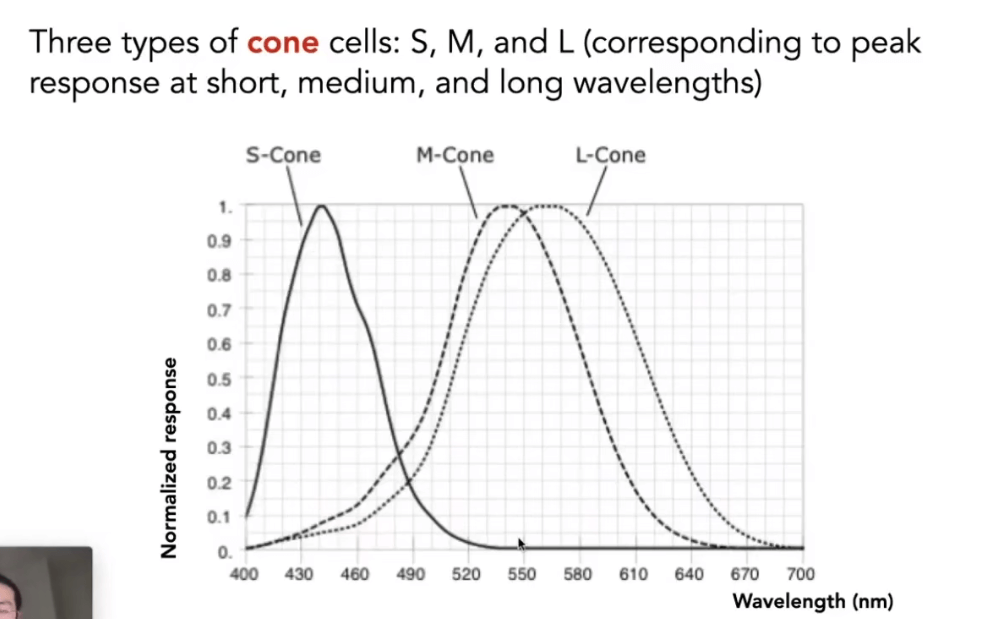 Three types of cone cells: S, M, and L (corresponding to peak
response at short, medium, and long wavelengths)
S-Cone M-Cone L-Cone
Normalized response
1.
0.9
0.8
0.7
0.6
0.5
0.4
0.3
0.2
0.1
0.
400 430 460 490 520 550 580 610 640 670 700
Wavelength (nm)